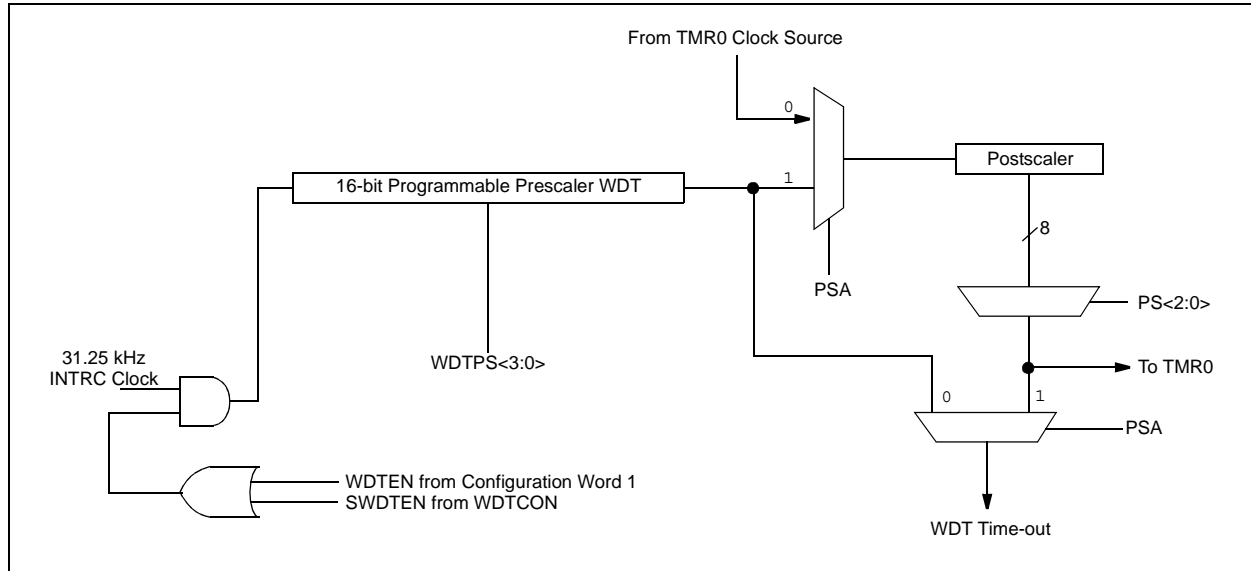 From TMR0 Clock Source
0
Postscaler
16-bit Programmable Prescaler WDT
1
8
PSA
PS<2:0>
31.25 kHz
INTRC Clock
WDTPS<3:0>
To TMR0
0
1
PSA
WDTEN from Configuration Word 1
SWDTEN from WDTCON
WDT Time-out